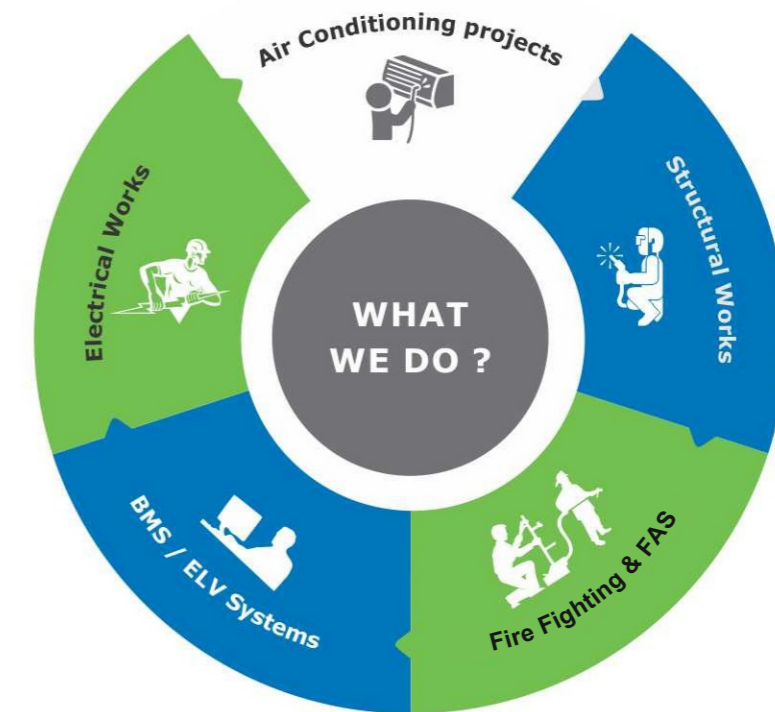 Air Conditioning projects
Structural Works
Fire Fighting & FAS
BMS / ELV Systems
Electrical Works
WHAT
WE DO ?